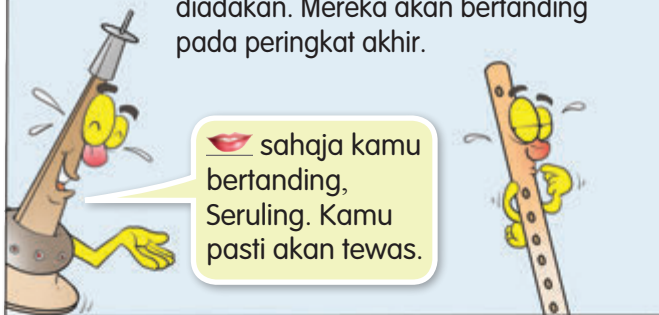 diadakan. Mereka akan bertanding
pada peringkat akhir.
sahaja kamu
bertanding,
Seruling. Kamu
pasti akan tewas.